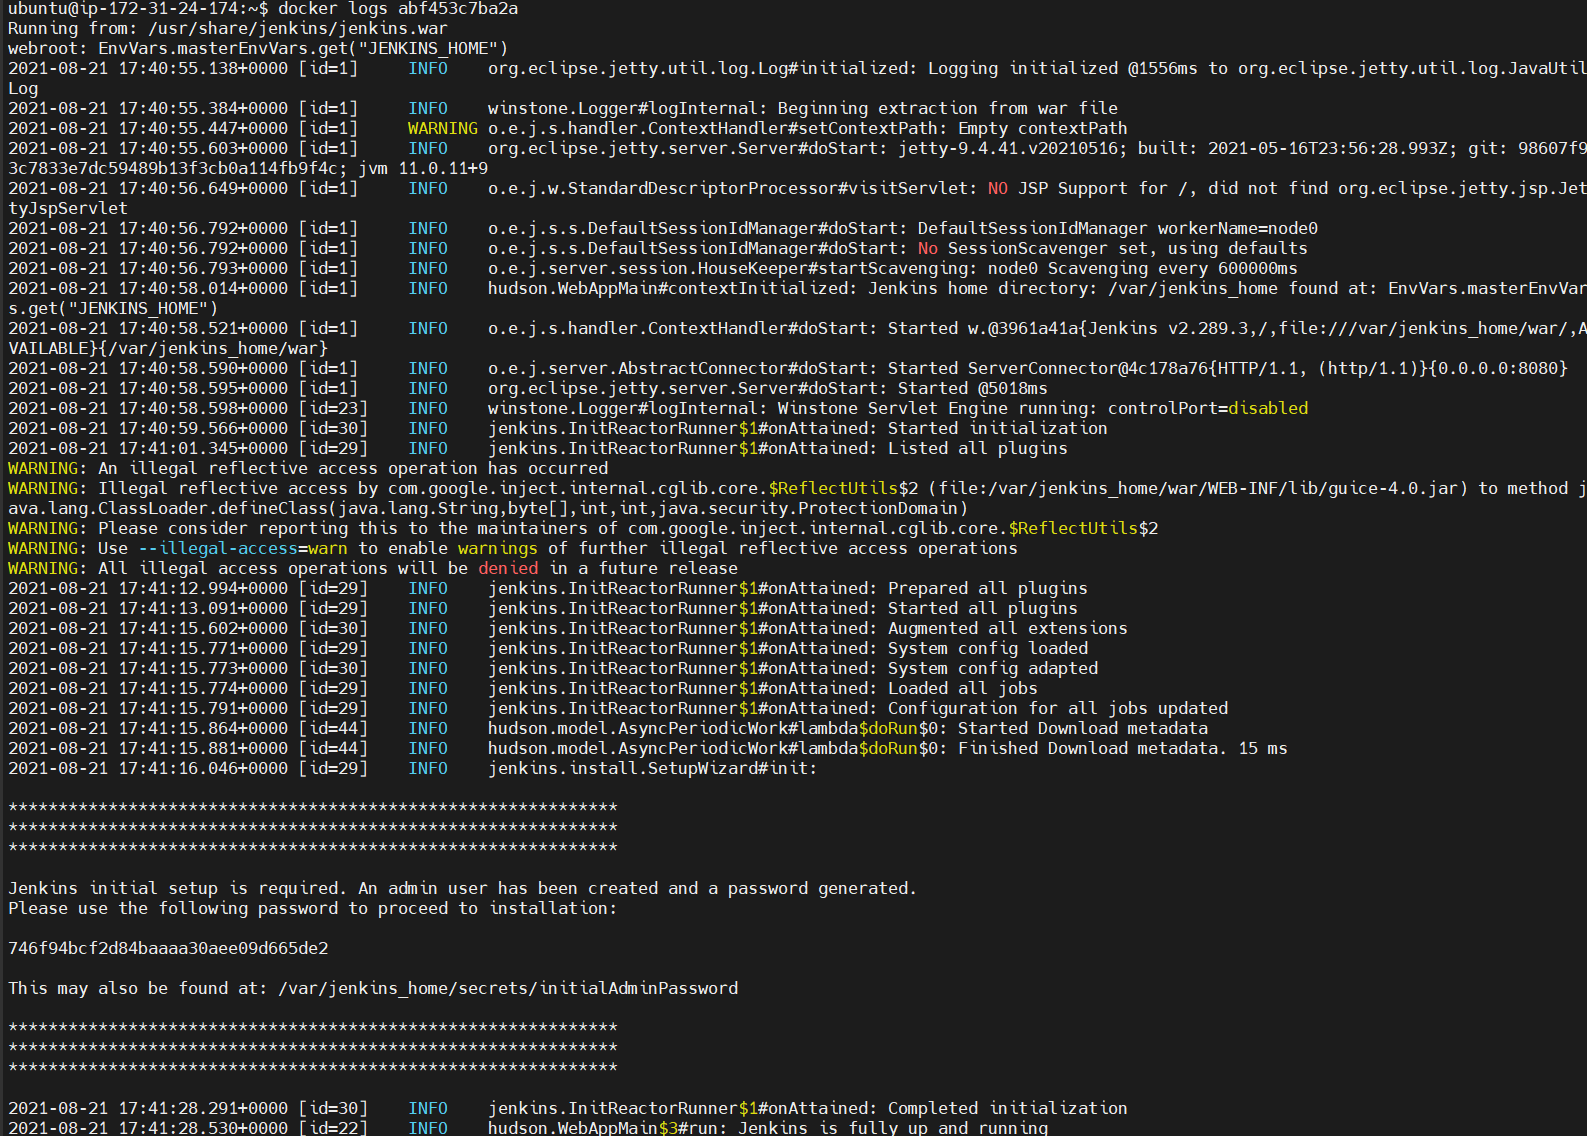 ubuntu@ip-172-31-24-174:~$ docker logs abf453c7ba2a
Running from: /usr/share/jenkins/jenkins.war
webroot: EnvVars.masterEnvVars.get("JENKINS_HOME")
2021-08-21 17:40:55.138+0000 [id=1]     INFO    org.eclipse.jetty.util.log.Log#initialized: Logging initialized @1556ms to org.eclipse.jetty.util.log.JavaUtil
Log
2021-08-21 17:40:55.384+0000 [id=1]     INFO    winstone.Logger#logInternal: Beginning extraction from war file
2021-08-21 17:40:55.447+0000 [id=1]     WARNING o.e.j.s.handler.ContextHandler#setContextPath: Empty contextPath
2021-08-21 17:40:55.603+0000 [id=1]     INFO    org.eclipse.jetty.server.Server#doStart: jetty-9.4.41.v20210516; built: 2021-05-16T23:56:28.993Z; git: 98607f9
3c7833e7dc59489b13f3cb0a114fb9f4c; jvm 11.0.11+9
2021-08-21 17:40:56.649+0000 [id=1]     INFO    o.e.j.w.StandardDescriptorProcessor#visitServlet: NO JSP Support for /, did not find org.eclipse.jetty.jsp.Jet
tyJspServlet
2021-08-21 17:40:56.792+0000 [id=1]     INFO    o.e.j.s.s.DefaultSessionIdManager#doStart: DefaultSessionIdManager workerName=node0
2021-08-21 17:40:56.792+0000 [id=1]     INFO    o.e.j.s.s.DefaultSessionIdManager#doStart: No SessionScavenger set, using defaults
2021-08-21 17:40:56.793+0000 [id=1]     INFO    o.e.j.server.session.HouseKeeper#startScavenging: node0 Scavenging every 600000ms
2021-08-21 17:40:58.014+0000 [id=1]     INFO    hudson.WebAppMain#contextInitialized: Jenkins home directory: /var/jenkins_home found at: EnvVars.masterEnvVar
s.get("JENKINS_HOME")
2021-08-21 17:40:58.521+0000 [id=1]     INFO    o.e.j.s.handler.ContextHandler#doStart: Started w.@3961a41a{Jenkins v2.289.3,/,file:///var/jenkins_home/war/,A
VAILABLE}{/var/jenkins_home/war}
2021-08-21 17:40:58.590+0000 [id=1]     INFO    o.e.j.server.AbstractConnector#doStart: Started ServerConnector@4c178a76{HTTP/1.1, (http/1.1)}{0.0.0.0:8080}
2021-08-21 17:40:58.595+0000 [id=1]     INFO    org.eclipse.jetty.server.Server#doStart: Started @5018ms
2021-08-21 17:40:58.598+0000 [id=23]    INFO    winstone.Logger#logInternal: Winstone Servlet Engine running: controlPort=disabled
2021-08-21 17:40:59.566+0000 [id=30]    INFO    jenkins.InitReactorRunner$1#onAttained: Started initialization
2021-08-21 17:41:01.345+0000 [id=29]    INFO    jenkins.InitReactorRunner$1#onAttained: Listed all plugins
WARNING: An illegal reflective access operation has occurred
WARNING: Illegal reflective access by com.google.inject.internal.cglib.core.$ReflectUtils$2 (file:/var/jenkins_home/war/WEB-INF/lib/guice-4.0.jar) to method j
ava.lang.ClassLoader.defineClass(java.lang.String,byte[],int,int,java.security.ProtectionDomain)
WARNING: Please consider reporting this to the maintainers of com.google.inject.internal.cglib.core.$ReflectUtils$2
WARNING: Use --illegal-access=warn to enable warnings of further illegal reflective access operations
WARNING: All illegal access operations will be denied in a future release
2021-08-21 17:41:12.994+0000 [id=29]    INFO    jenkins.InitReactorRunner$1#onAttained: Prepared all plugins
2021-08-21 17:41:13.091+0000 [id=29]    INFO    jenkins.InitReactorRunner$1#onAttained: Started all plugins
2021-08-21 17:41:15.602+0000 [id=30]    INFO    jenkins.InitReactorRunner$1#onAttained: Augmented all extensions
2021-08-21 17:41:15.771+0000 [id=29]    INFO    jenkins.InitReactorRunner$1#onAttained: System config loaded
2021-08-21 17:41:15.773+0000 [id=30]    INFO    jenkins.InitReactorRunner$1#onAttained: System config adapted
2021-08-21 17:41:15.774+0000 [id=29]    INFO    jenkins.InitReactorRunner$1#onAttained: Loaded all jobs
2021-08-21 17:41:15.791+0000 [id=29]    INFO    jenkins.InitReactorRunner$1#onAttained: Configuration for all jobs updated
2021-08-21 17:41:15.864+0000 [id=44]    INFO    hudson.model.AsyncPeriodicWork#lambda$doRun$0: Started Download metadata
2021-08-21 17:41:15.881+0000 [id=44]    INFO    hudson.model.AsyncPeriodicWork#lambda$doRun$0: Finished Download metadata. 15 ms
2021-08-21 17:41:16.046+0000 [id=29]    INFO    jenkins.install.SetupWizard#init:

*************************************************************
*************************************************************
*************************************************************

Jenkins initial setup is required. An admin user has been created and a password generated.
Please use the following password to proceed to installation:

746f94bcf2d84baaaa30aee09d665de2

This may also be found at: /var/jenkins_home/secrets/initialAdminPassword

*************************************************************
*************************************************************
*************************************************************

2021-08-21 17:41:28.291+0000 [id=30]    INFO    jenkins.InitReactorRunner$1#onAttained: Completed initialization
2021-08-21 17:41:28.530+0000 [id=22]    INFO    hudson.WebAppMain$3#run: Jenkins is fully up and running